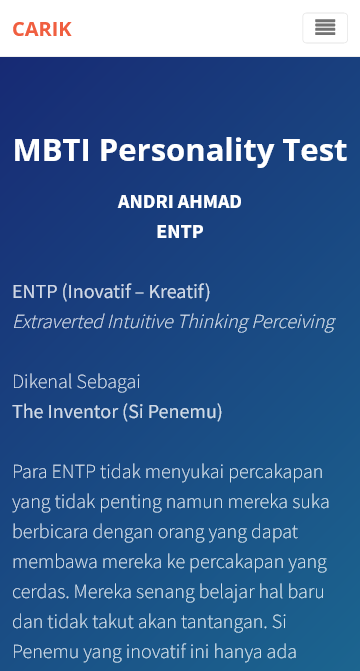 CARIK
MBTI Personality Test
ANDRI AHMAD
ENTP
ENTP (Inovatif – Kreatif)
Extraverted Intuitive Thinking Perceiving
Dikenal Sebagai
The Inventor (Si Penemu)
Para ENTP tidak menyukai percakapan
yang tidak penting namun mereka suka
berbicara dengan orang yang dapat
membawa mereka ke percakapan yang
cerdas. Mereka senang belajar hal baru
dan tidak takut akan tantangan. Si
Penemu yang inovatif ini hanya ada